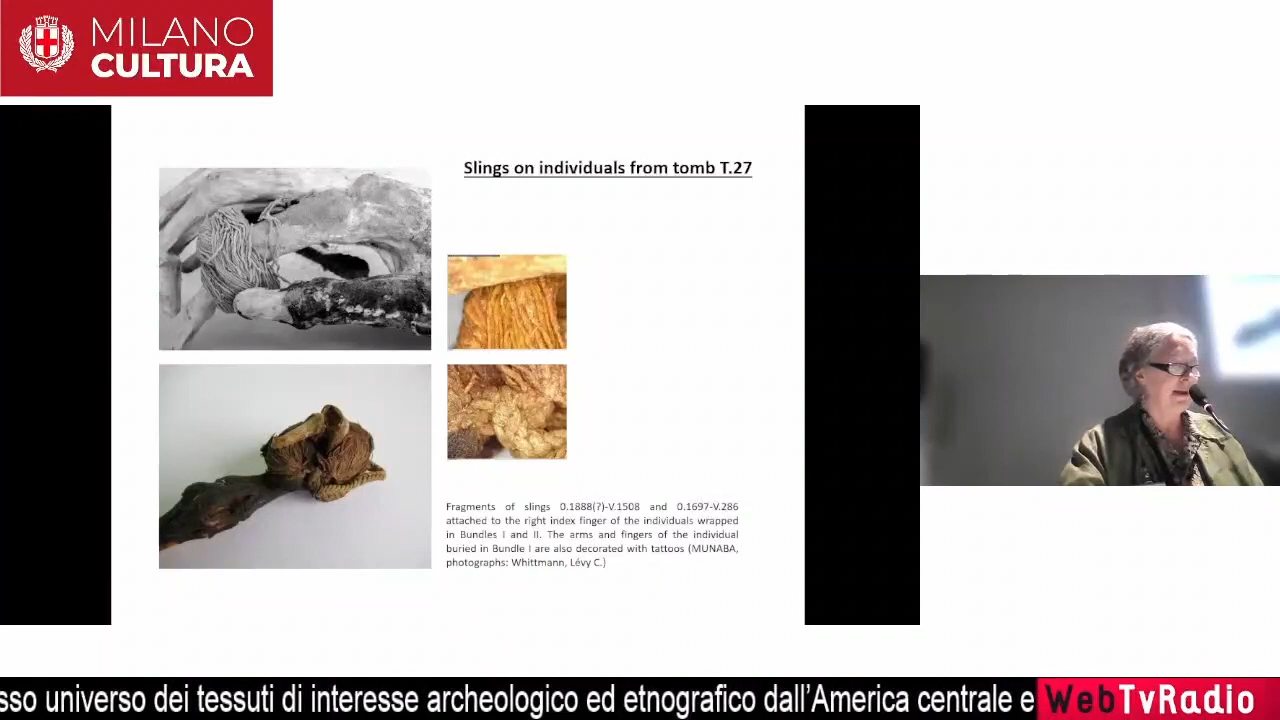 MILANO
CULTURA
Slings on individuals from tomb T.27
Fragments of slings 0.1888(?)-V.1508 and 0.1697-V.286
attached to the right index finger of the individuals wrapped
in Bundles I and II. The arms and fingers of the individual
buried in Bundle I are also decorated with tattoos (MUNABA,
photographs: Whittmann, Lévy C.)
sso universo dei tessuti di interesse archeologico ed etnografico dall'America centrale e
WebTvRadio